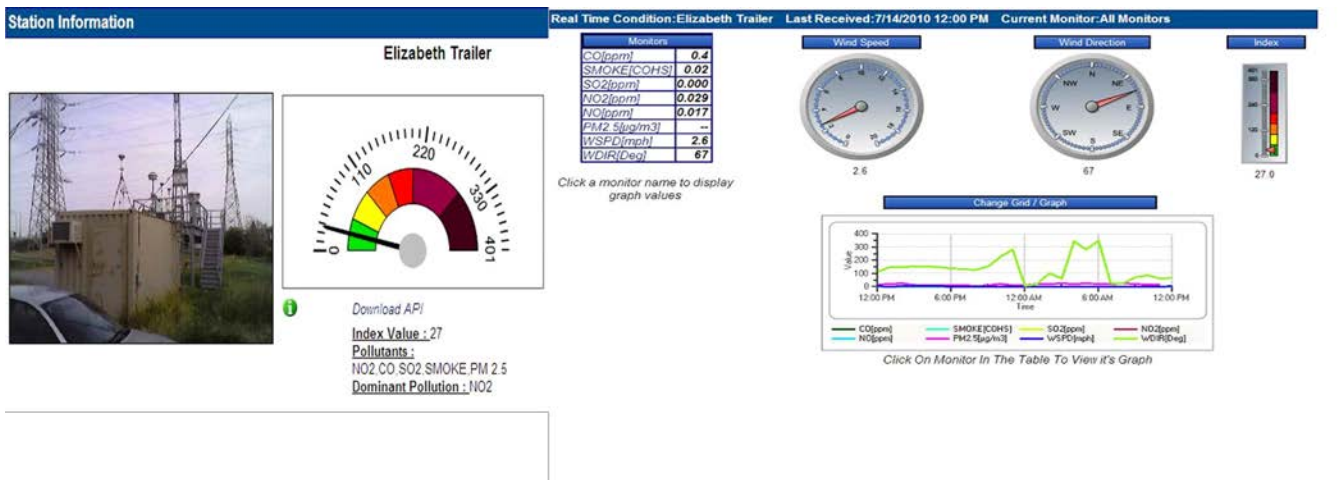 Station Information
Elizabeth Trailer
0
110
220
330
401
Download API
Index Value : 27
Pollutants :
NO2,CO,SO2,SMOKE,PM 2.5
Dominant Pollution : NO2
Real Time Condition:Elizabeth Trailer Last Received:7/14/2010 12:00 PM Current Monitor:All Monitors
Monitors
CO[ppm] 0.4
SMOKE[COHS] 0.02
SO2[ppm] 0.000
NO2[ppm] 0.029
NO[ppm] 0.017
PM2.5[µg/m3] --
WSPD[mph] 2.6
WDIR[Deg] 67
Click a monitor name to display
graph values
Wind Speed
2.6
Wind Direction
N
NW NE
W E
SW SE
S
67
Index
27.0
Change Grid / Graph
Value
400
300
200
100
0
12:00 PM 6:00 PM 12:00 AM 6:00 AM 12:00 PM
Time
CO[ppm] SMOKE[COHS] SO2[ppm] NO2[ppm]
NO[ppm] PM2.5[µg/m3] WSPD[mph] WDIR[Deg]
Click On Monitor In The Table To View it's Graph